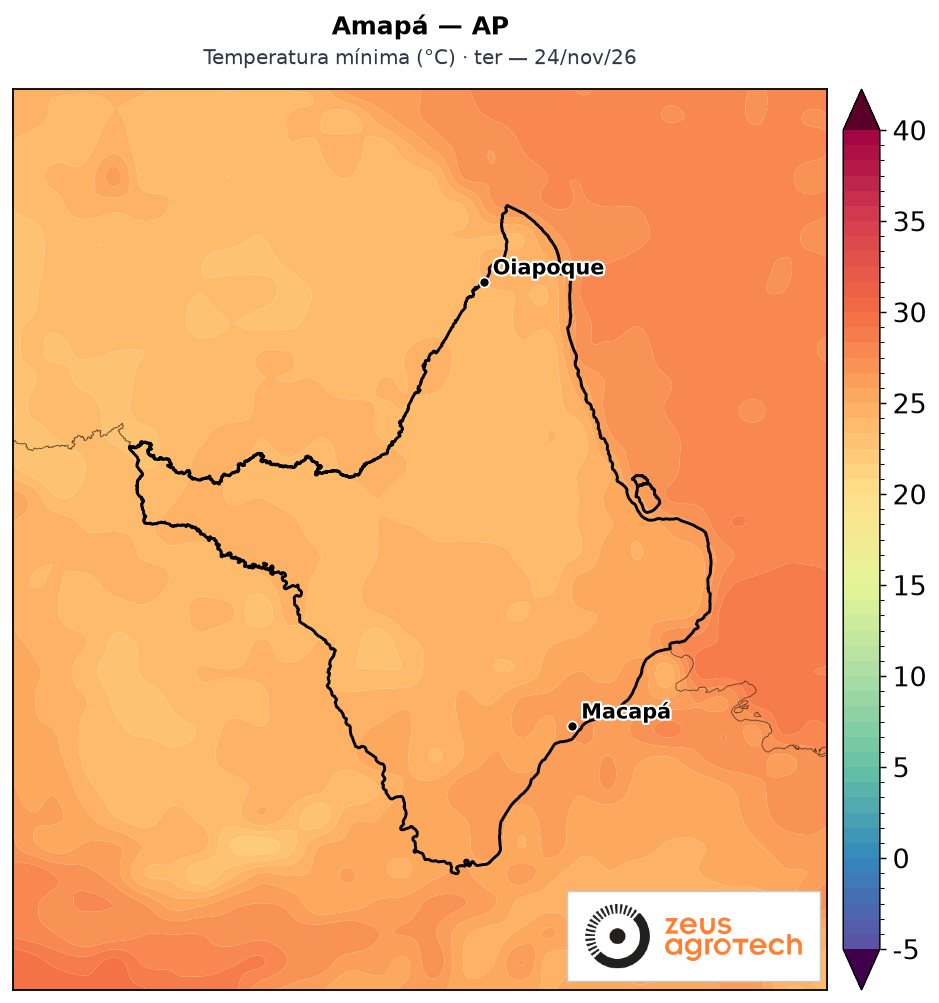 Amapá — AP
Temperatura mínima (°C) · ter — 24/nov/26
40
35
30
25
20
15
10
5
0
-5
Oiapoque
Macapá
zeus
agrotech